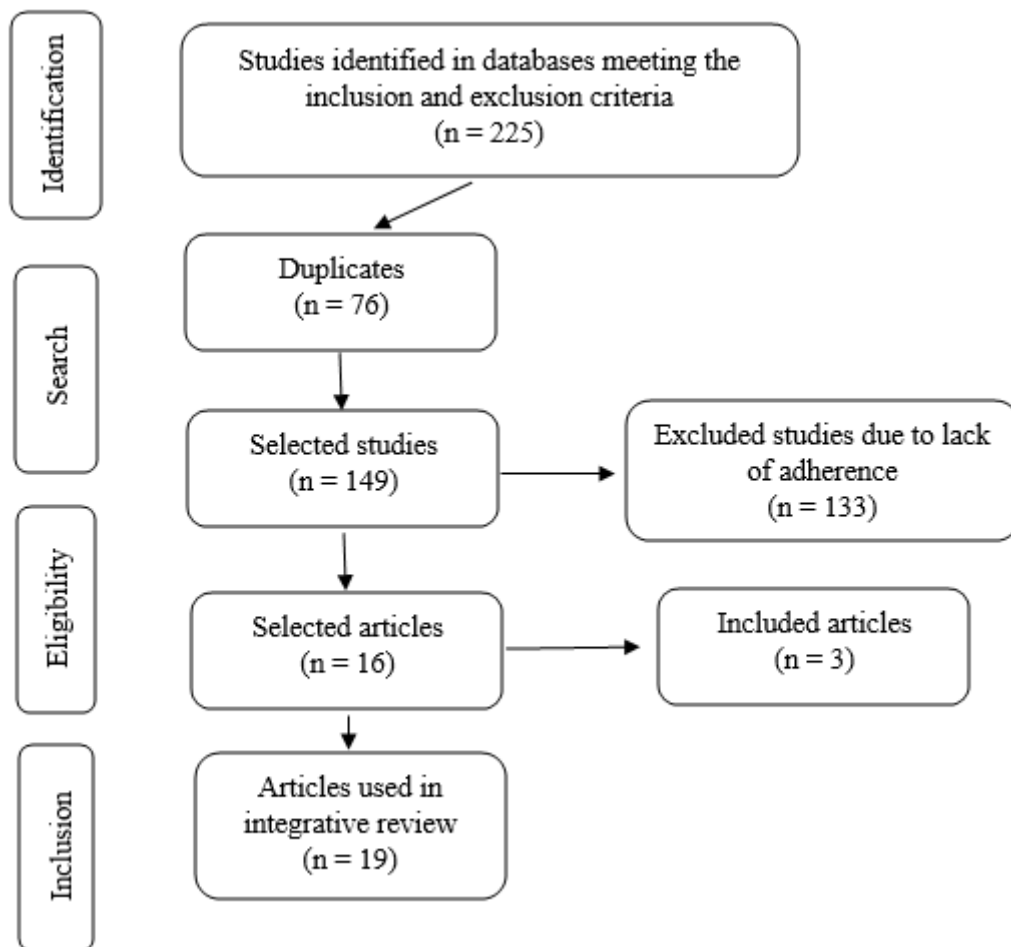 Identification
Studies identified in databases meeting the
inclusion and exclusion criteria
(n = 225)
Duplicates
(n = 76)
Search
Selected studies
(n = 149)
Excluded studies due to lack
of adherence
(n = 133)
Eligibility
Selected articles
(n = 16)
Included articles
(n = 3)
Inclusion
Articles used in
integrative review
(n = 19)